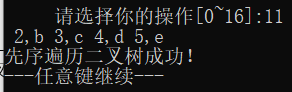 请选择你的操作[0~16]:11
2,b 3,c 4,d 5,e
先序遍历二叉树成功!
---任意键继续---